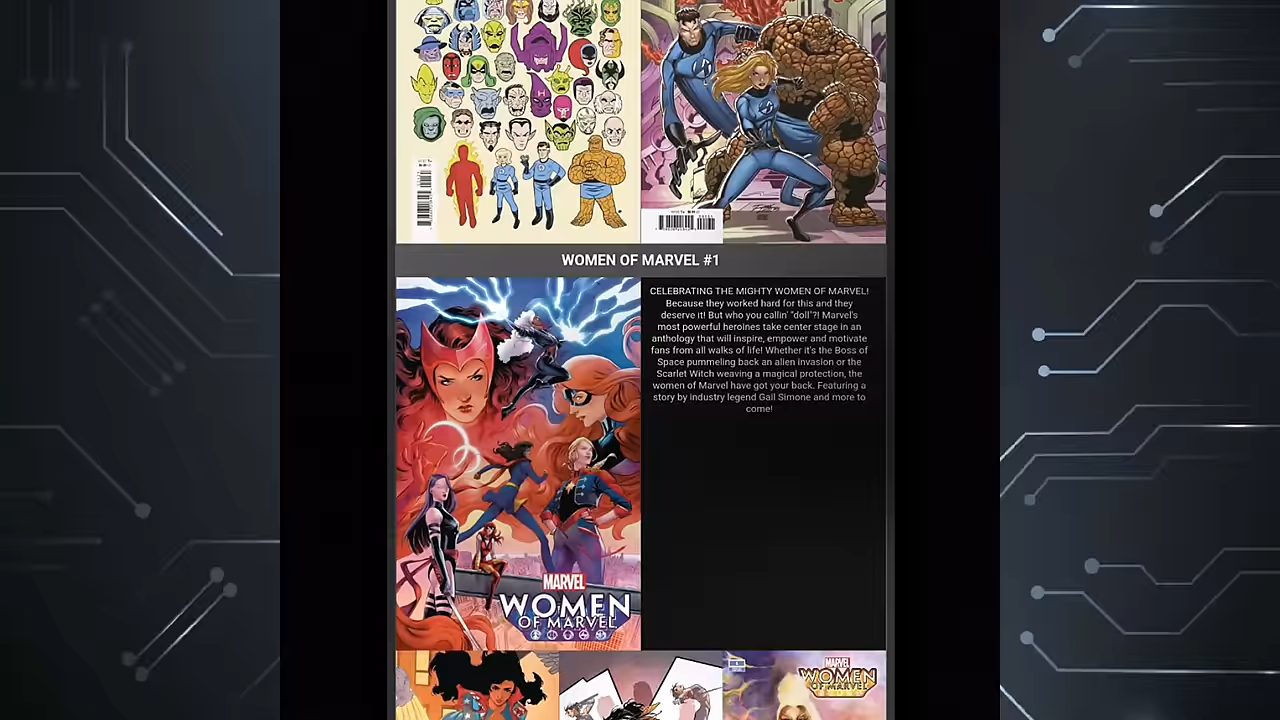 WOMEN OF MARVEL #1
CELEBRATING THE MIGHTY WOMEN OF MARVEL!
Because they worked hard for this and they
deserve it! But who you callin' "doll"?! Marvel's
most powerful heroines take center stage in an
anthology that will inspire, empower and motivate
fans from all walks of life! Whether it's the Boss of
Space pummeling back an alien invasion or the
Scarlet Witch weaving a magical protection, the
women of Marvel have got your back. Featuring a
story by industry legend Gail Simone and more to
come!
MARVEL
WOMEN
OF MARVEL
MARVEL
WOMEN
OF MARVEL